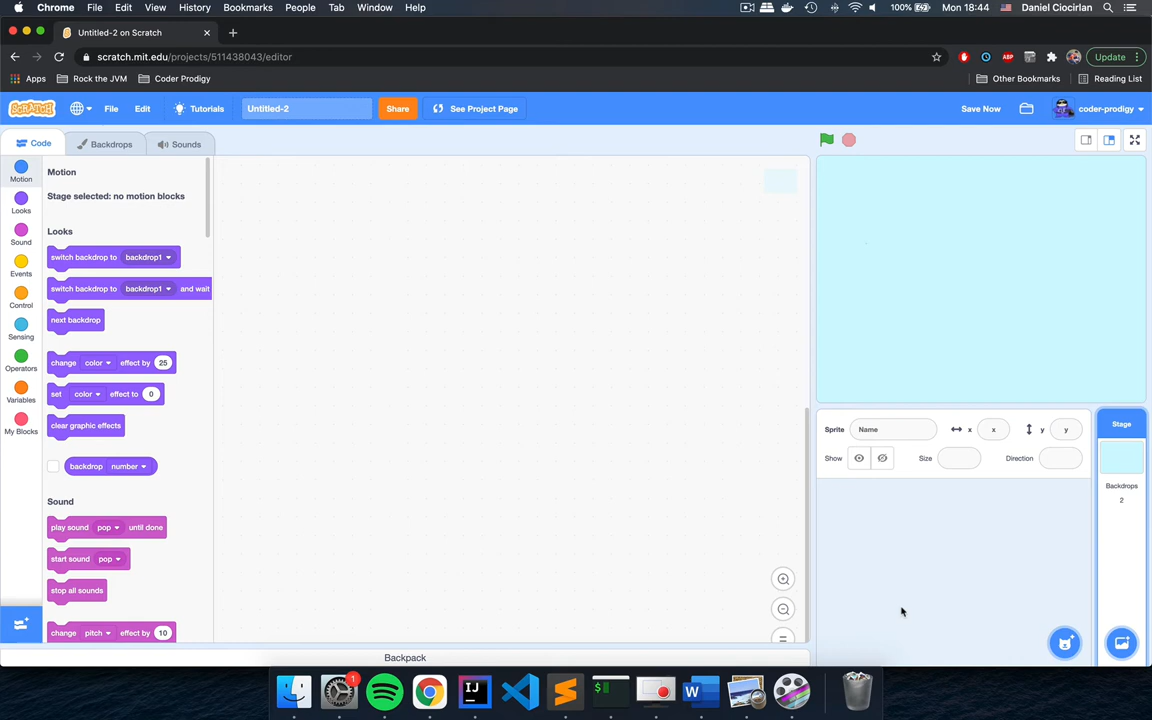 Chrome File Edit View History Bookmarks People Tab Window Help 100% Mon 18:44 Daniel Ciocirlan
Untitled-2 on Scratch
scratch.mit.edu/projects/511438043/editor ABP Update
Apps Rock the JVM Coder Prodigy Other Bookmarks Reading List
SCRATCH File Edit Tutorials Untitled-2 Share See Project Page Save Now coder-prodigy
Code Backdrops Sounds
Motion
Looks
Sound
Events
Control
Sensing
Operators
Variables
My Blocks
Motion
Stage selected: no motion blocks
Looks
switch backdrop to backdrop1
switch backdrop to backdrop1 and wait
next backdrop
change color effect by 25
set color effect to 0
clear graphic effects
backdrop number
Sound
play sound pop until done
start sound pop
stop all sounds
change pitch effect by 10
Sprite Name x x y y
Show Size Direction
Stage
Backdrops
2
Backpack
1
IJ
$
W